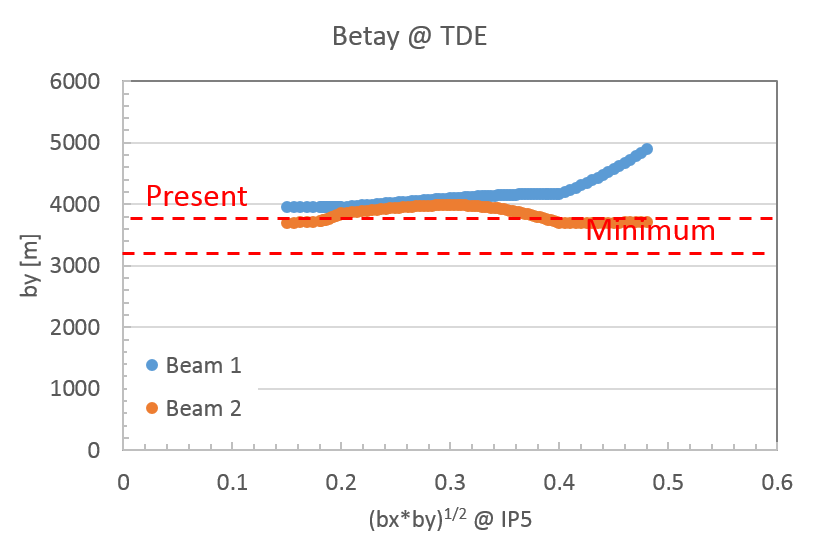 Betay @ TDE
6000
5000
4000
3000
2000
1000
0
by [m]
Present
Minimum
Beam 1
Beam 2
0 0.1 0.2 0.3 0.4 0.5 0.6
(bx*by)^1/2 @ IP5